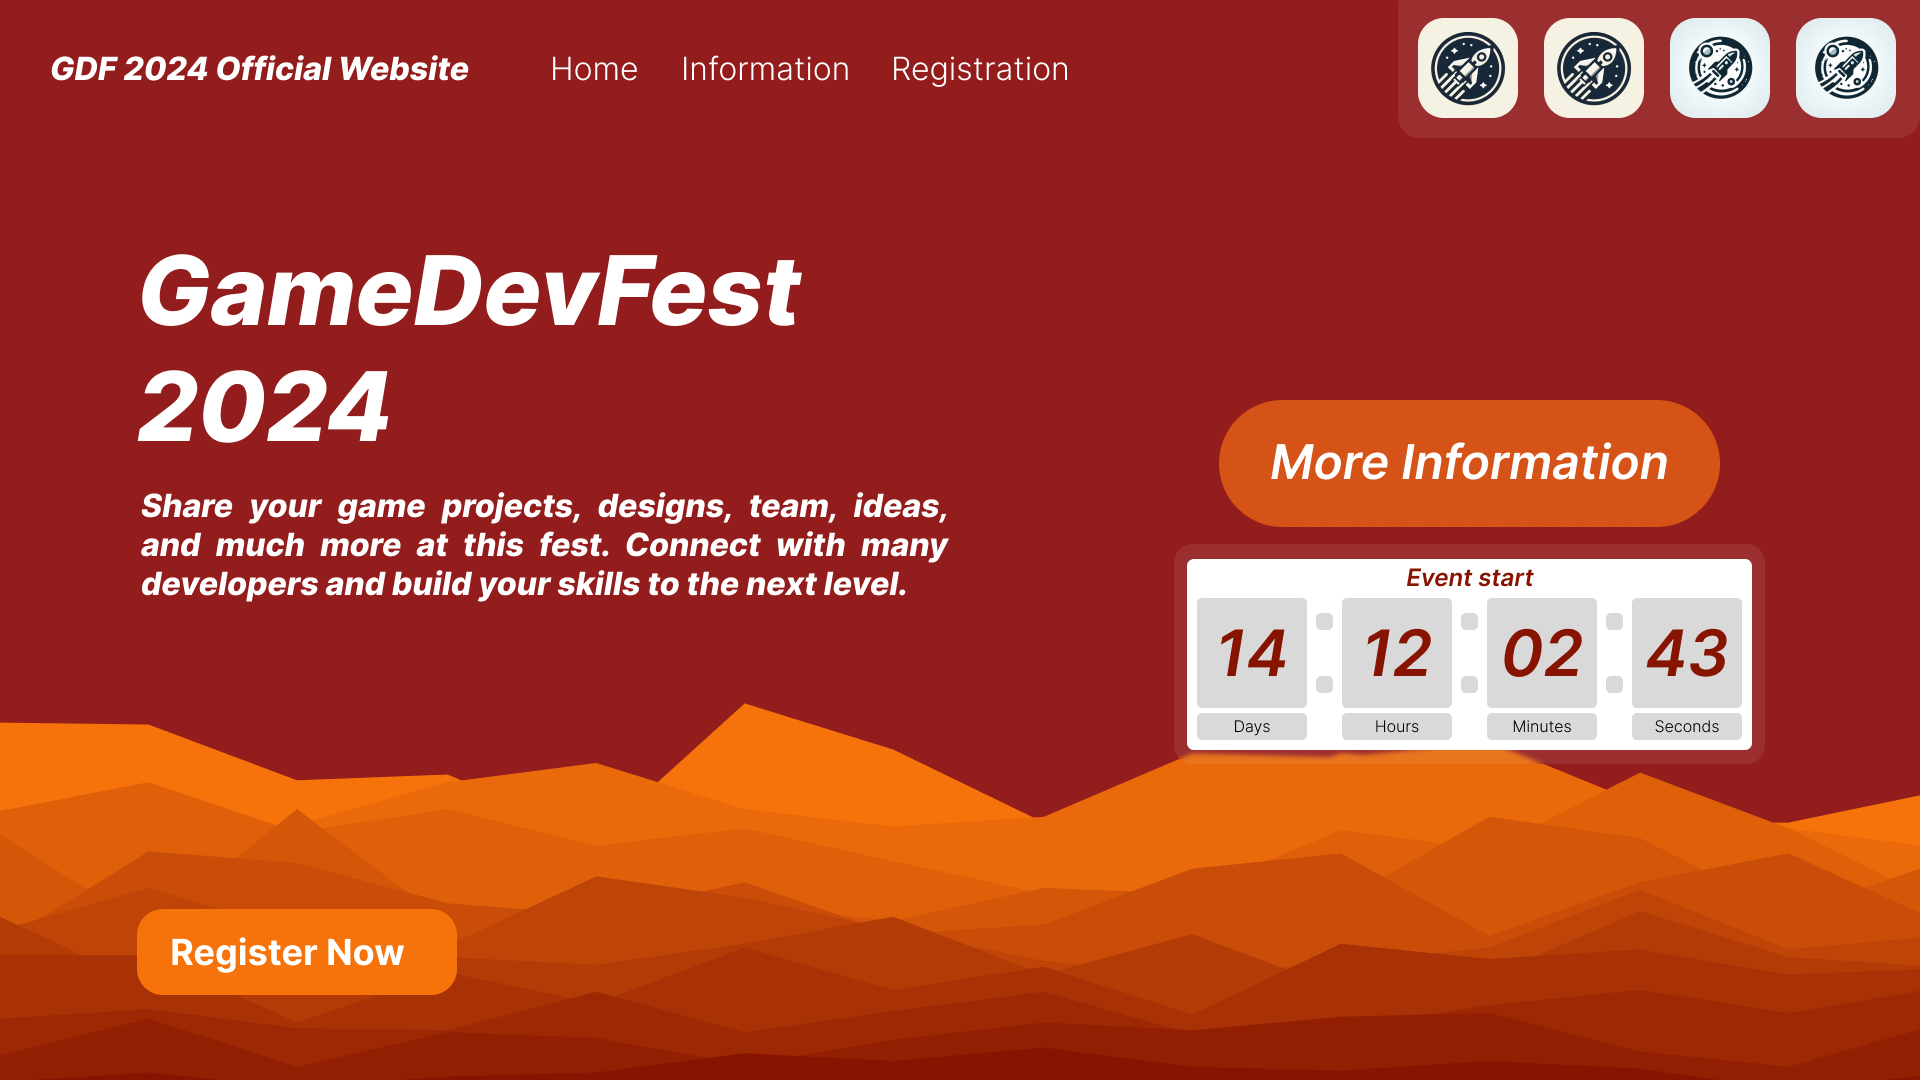 GDF 2024 Official Website
Home
Information
Registration
GameDevFest
2024
Share your game projects, designs, team, ideas,
and much more at this fest. Connect with many
developers and build your skills to the next level.
More Information
Event start
14 12 02 43
Days Hours Minutes Seconds
Register Now